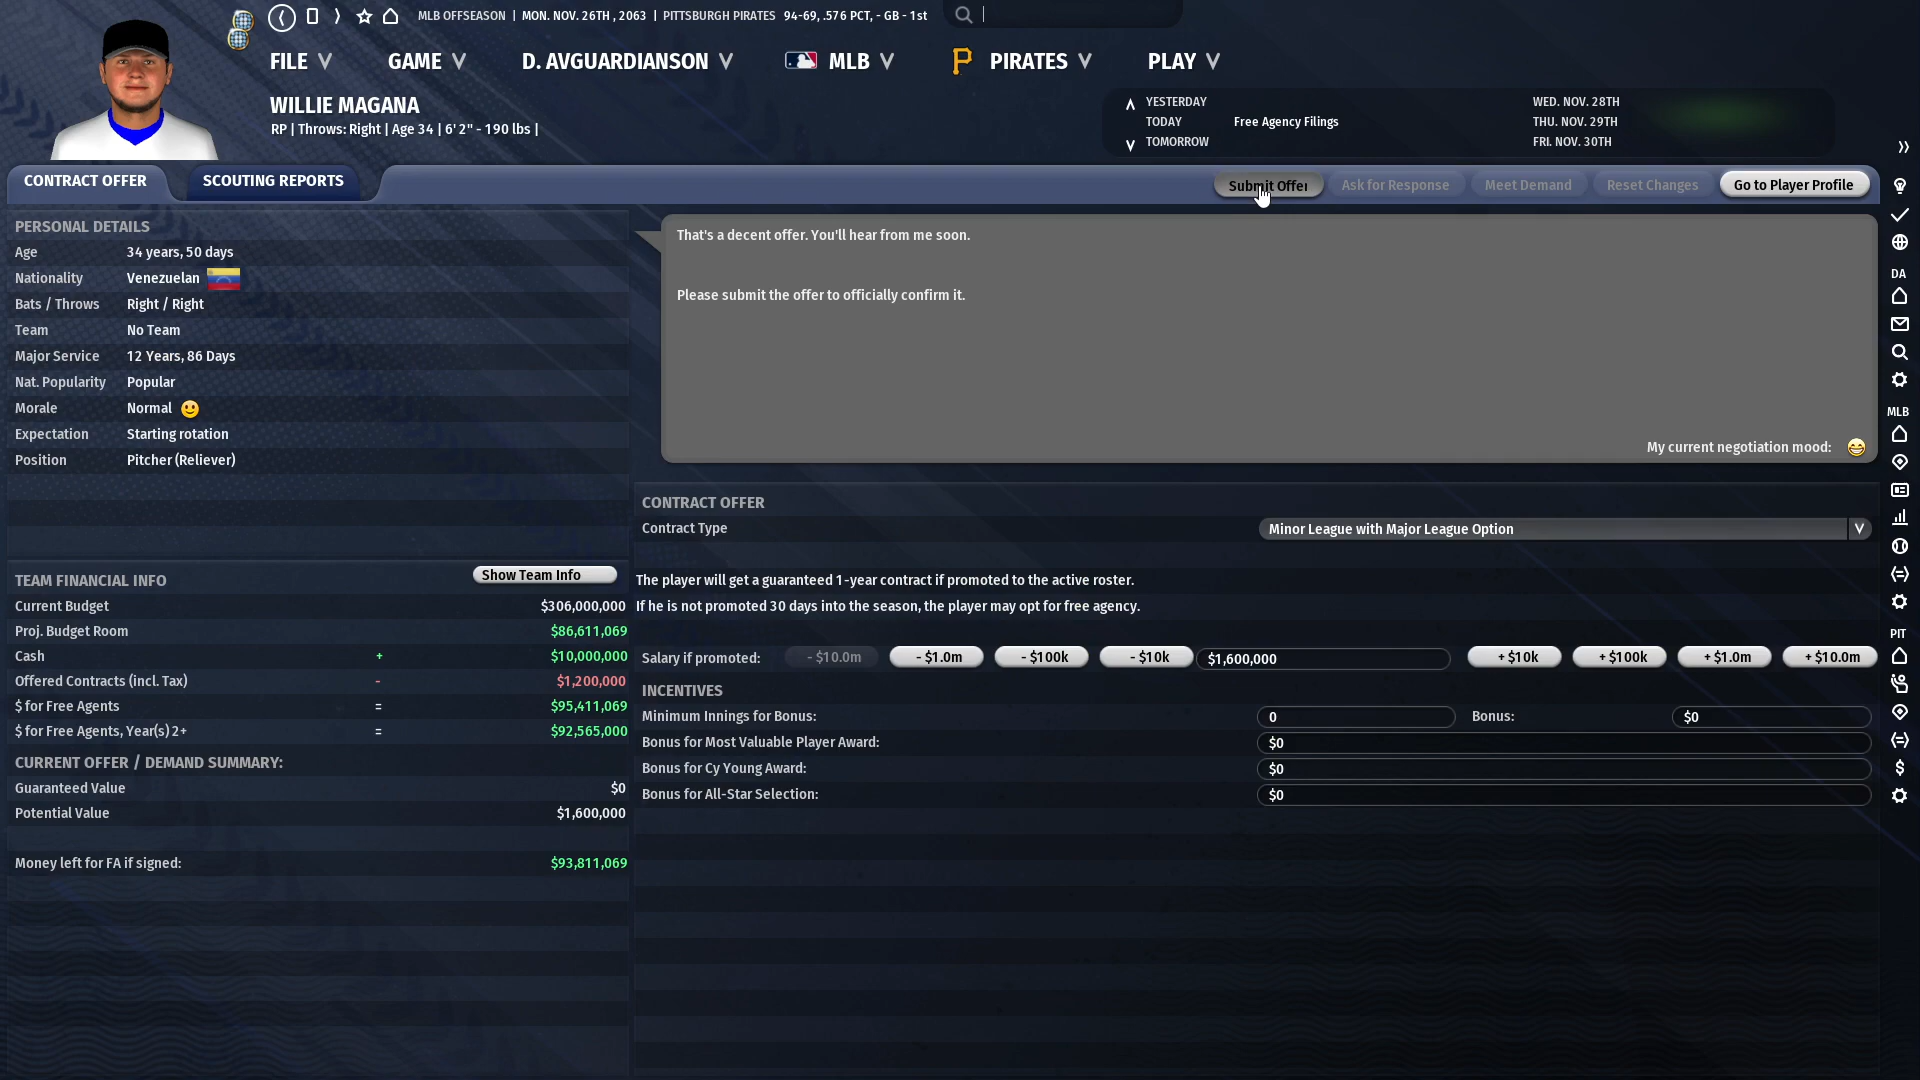 MLB OFFSEASON | MON. NOV. 26TH , 2063 | PITTSBURGH PIRATES 94-69, .576 PCT, - GB - 1st
FILE GAME D. AVGUARDIANSON MLB PIRATES PLAY
WILLIE MAGANA
RP | Throws: Right | Age 34 | 6' 2" - 190 lbs |
YESTERDAY WED. NOV. 28TH
TODAY Free Agency Filings THU. NOV. 29TH
TOMORROW FRI. NOV. 30TH
CONTRACT OFFER SCOUTING REPORTS
Submit Offer Ask for Response Meet Demand Reset Changes Go to Player Profile
PERSONAL DETAILS
Age 34 years, 50 days
Nationality Venezuelan
Bats / Throws Right / Right
Team No Team
Major Service 12 Years, 86 Days
Nat. Popularity Popular
Morale Normal
Expectation Starting rotation
Position Pitcher (Reliever)
That's a decent offer. You'll hear from me soon.
Please submit the offer to officially confirm it.
My current negotiation mood:
TEAM FINANCIAL INFO Show Team Info
Current Budget $306,000,000
Proj. Budget Room $86,611,069
Cash + $10,000,000
Offered Contracts (incl. Tax) - $1,200,000
$ for Free Agents = $95,411,069
$ for Free Agents, Year(s) 2+ = $92,565,000
CURRENT OFFER / DEMAND SUMMARY:
Guaranteed Value $0
Potential Value $1,600,000
Money left for FA if signed: $93,811,069
CONTRACT OFFER
Contract Type Minor League with Major League Option
The player will get a guaranteed 1-year contract if promoted to the active roster.
If he is not promoted 30 days into the season, the player may opt for free agency.
Salary if promoted: - $10.0m - $1.0m - $100k - $10k $1,600,000 + $10k + $100k + $1.0m + $10.0m
INCENTIVES
Minimum Innings for Bonus: 0 Bonus: $0
Bonus for Most Valuable Player Award: $0
Bonus for Cy Young Award: $0
Bonus for All-Star Selection: $0
DA
MLB
PIT